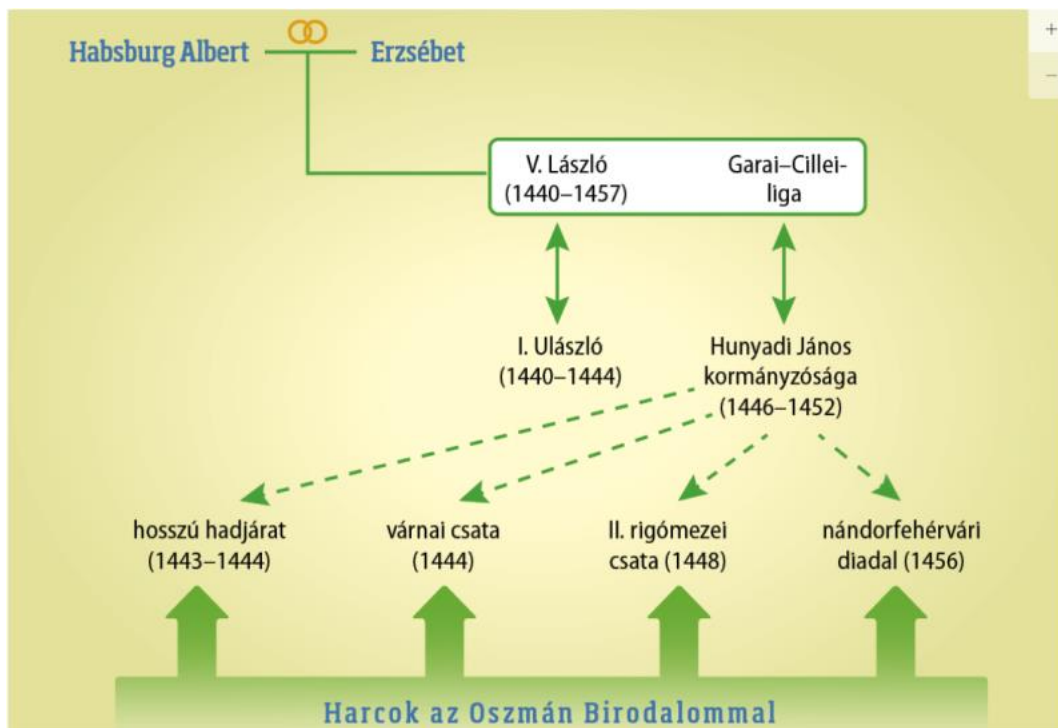 Habsburg Albert
Erzsébet
V. László
(1440–1457)
Garai–Cillei-
liga
I. Ulászló
(1440–1444)
Hunyadi János
kormányzósága
(1446–1452)
hosszú hadjárat
(1443–1444)
várnai csata
(1444)
II. rigómezei
csata (1448)
nándorfehérvári
diadal (1456)
Harcok az Oszmán Birodalommal
+
–